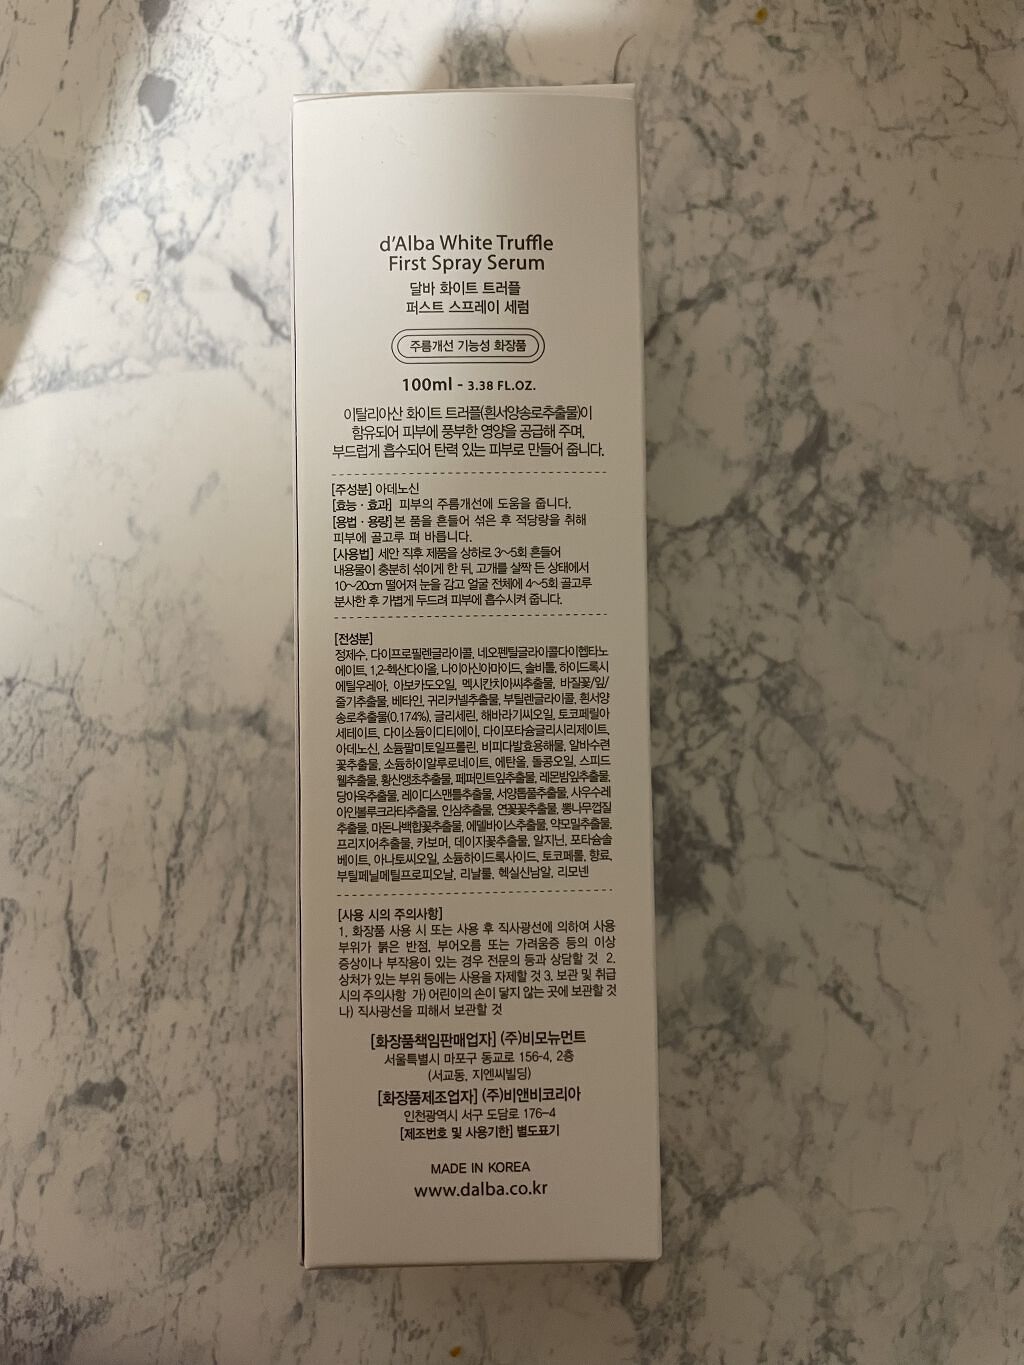 d'Alba White Truffle
First Spray Serum
달바 화이트 트러플
퍼스트 스프레이 세럼
주름개선 기능성 화장품
100ml - 3.38 FL.OZ.
이탈리아산 화이트 트러플(흰서양송로추출물)이
함유되어 피부에 풍부한 영양을 공급해 주며,
부드럽게 흡수되어 탄력 있는 피부로 만들어 줍니다.
[주성분] 아데노신
[효능 · 효과] 피부의 주름개선에 도움을 줍니다.
[용법 · 용량] 본 품을 흔들어 섞은 후 적당량을 취해
피부에 골고루 펴 바릅니다.
[사용법] 세안 직후 제품을 상하로 3~5회 흔들어
내용물이 충분히 섞이게 한 뒤, 고개를 살짝 든 상태에서
10~20cm 떨어져 눈을 감고 얼굴 전체에 4~5회 골고루
분사한 후 가볍게 두드려 피부에 흡수시켜 줍니다.
[전성분]
정제수, 다이프로필렌글라이콜, 네오펜틸글라이콜다이헵타노
에이트, 1,2-헥산다이올, 나이아신아마이드, 솔비톨, 하이드록시
에틸우레아, 아보카도오일, 멕시칸치아씨추출물, 바질꽃/잎/
줄기추출물, 베타인, 귀리커넬추출물, 부틸렌글라이콜, 흰서양
송로추출물(0.174%), 글리세린, 해바라기씨오일, 토코페릴아
세테이트, 다이소듐이디티에이, 다이포타슘글리시리제이트,
아데노신, 소듐팔미토일프롤린, 비피다발효용해물, 알바수련
꽃추출물, 소듐하이알루로네이트, 에탄올, 돌콩오일, 스피드
웰추출물, 황산앵초추출물, 페퍼민트잎추출물, 레몬밤잎추출물,
당아욱추출물, 레이디스맨틀추출물, 서양톱풀추출물, 사우수레
아인볼루크라타추출물, 인삼추출물, 연꽃꽃추출물, 뽕나무껍질
추출물, 마돈나백합꽃추출물, 에델바이스추출물, 약모밀추출물,
프리지어추출물, 카보머, 데이지꽃추출물, 알지닌, 포타슘솔
베이트, 아나토씨오일, 소듐하이드록사이드, 토코페롤, 향료,
부틸페닐메틸프로피오날, 리날룰, 헥실신남알, 리모넨
[사용 시의 주의사항]
1. 화장품 사용 시 또는 사용 후 직사광선에 의하여 사용
부위가 붉은 반점, 부어오름 또는 가려움증 등의 이상
증상이나 부작용이 있는 경우 전문의 등과 상담할 것 2.
상처가 있는 부위 등에는 사용을 자제할 것 3. 보관 및 취급
시의 주의사항 가) 어린이의 손이 닿지 않는 곳에 보관할 것
나) 직사광선을 피해서 보관할 것
[화장품책임판매업자] (주)비모뉴먼트
서울특별시 마포구 동교로 156-4, 2층
(서교동, 지엔씨빌딩)
[화장품제조업자] (주)비앤비코리아
인천광역시 서구 도담로 176-4
[제조번호 및 사용기한] 별도표기
MADE IN KOREA
www.dalba.co.kr